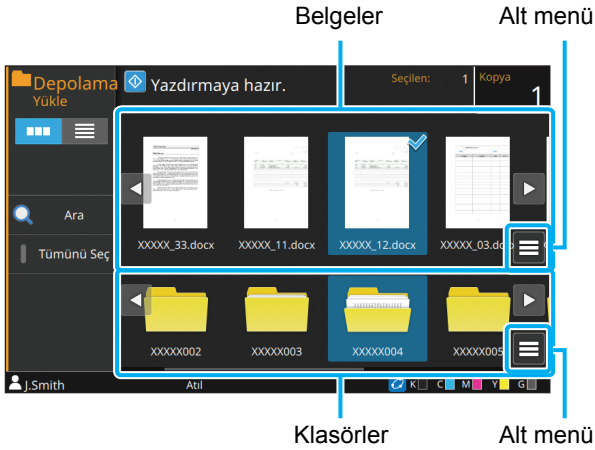 Belgeler
Alt menü
Depolama
Yükle
Yazdırmaya hazır.
Seçilen: 1
Kopya
1
Ara
Tümünü Seç
XXXXX_33.docx
XXXXX_11.docx
XXXXX_12.docx
XXXXX_03.do
XXXXX002
XXXXX003
XXXXX004
XXXXX005
J.Smith
Atıl
K C M Y G
Klasörler
Alt menü